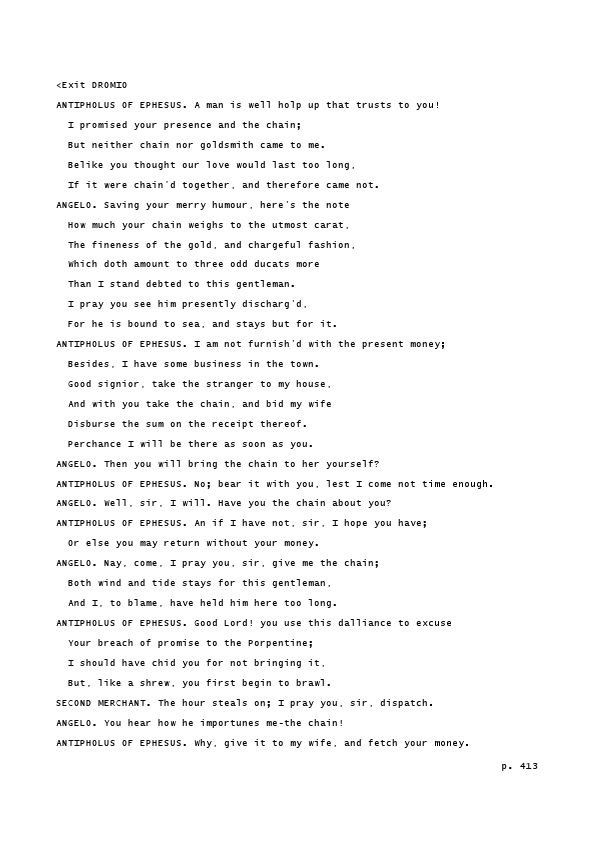 <Exit DROMIO
ANTIPHOLUS OF EPHESUS. A man is well holp up that trusts to you!
I promised your presence and the chain;
But neither chain nor goldsmith came to me.
Belike you thought our love would last too long,
If it were chain'd together, and therefore came not.
ANGELO. Saving your merry humour, here's the note
How much your chain weighs to the utmost carat,
The fineness of the gold, and chargeful fashion,
Which doth amount to three odd ducats more
Than I stand debted to this gentleman.
I pray you see him presently discharg'd,
For he is bound to sea, and stays but for it.
ANTIPHOLUS OF EPHESUS. I am not furnish'd with the present money;
Besides, I have some business in the town.
Good signior, take the stranger to my house,
And with you take the chain, and bid my wife
Disburse the sum on the receipt thereof.
Perchance I will be there as soon as you.
ANGELO. Then you will bring the chain to her yourself?
ANTIPHOLUS OF EPHESUS. No; bear it with you, lest I come not time enough.
ANGELO. Well, sir, I will. Have you the chain about you?
ANTIPHOLUS OF EPHESUS. An if I have not, sir, I hope you have;
Or else you may return without your money.
ANGELO. Nay, come, I pray you, sir, give me the chain;
Both wind and tide stays for this gentleman,
And I, to blame, have held him here too long.
ANTIPHOLUS OF EPHESUS. Good Lord! you use this dalliance to excuse
Your breach of promise to the Porpentine;
I should have chid you for not bringing it,
But, like a shrew, you first begin to brawl.
SECOND MERCHANT. The hour steals on; I pray you, sir, dispatch.
ANGELO. You hear how he importunes me-the chain!
ANTIPHOLUS OF EPHESUS. Why, give it to my wife, and fetch your money.
p. 413